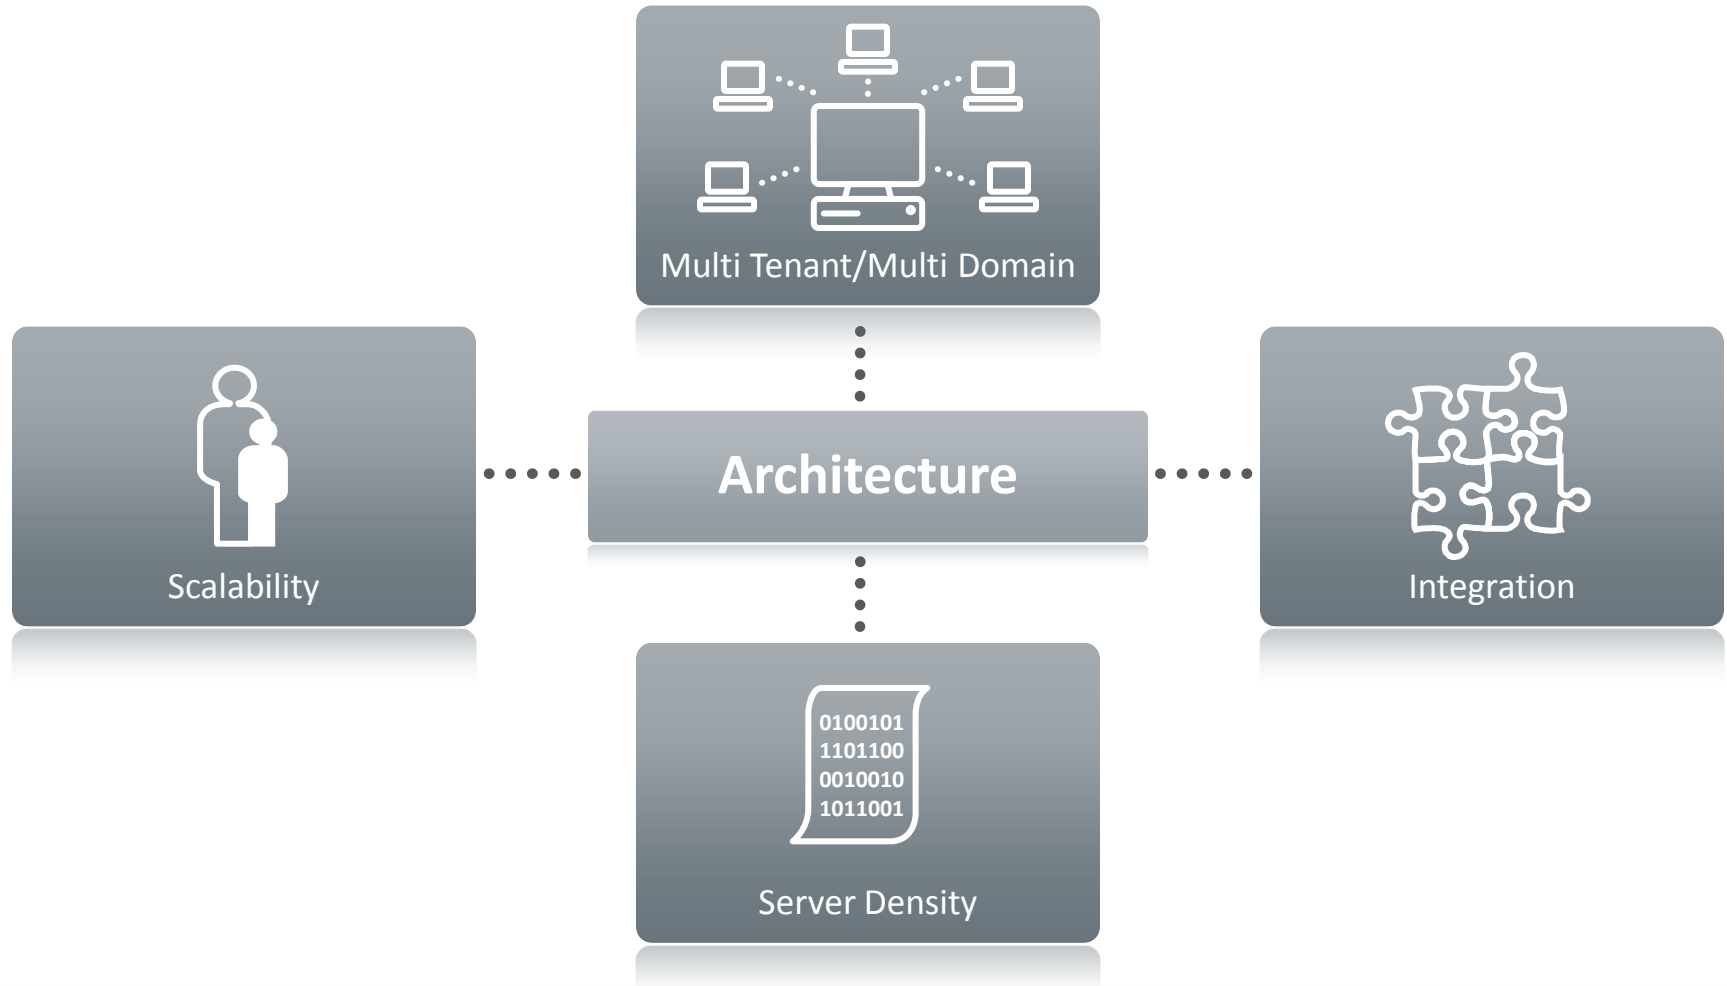 Multi Tenant/Multi Domain
Scalability
Architecture
Integration
0100101
1101100
0010010
1011001
Server Density